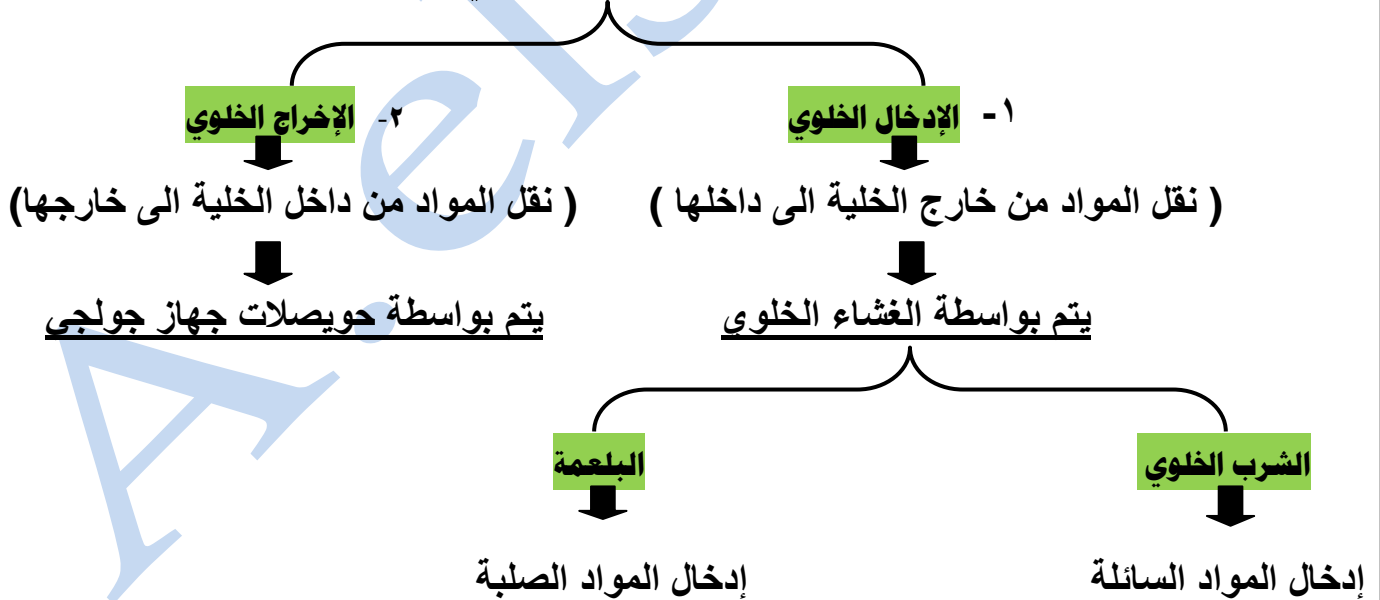 ١- الإدخال الخلوي
٢- الإخراج الخلوي
( نقل المواد من خارج الخلية الى داخلها )
( نقل المواد من داخل الخلية الى خارجها)
يتم بواسطة الغشاء الخلوي
يتم بواسطة حويصلات جهاز جولجي
الشرب الخلوي
البلعمة
إدخال المواد السائلة
إدخال المواد الصلبة